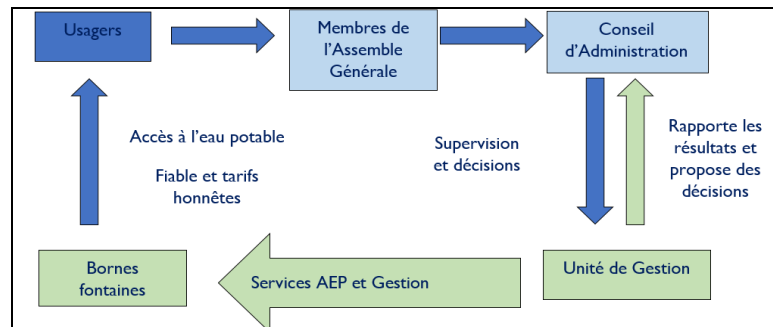 Usagers
Membres de
l'Assemble
Générale
Conseil
d'Administration
Accès à l'eau potable
Fiable et tarifs
honnêtes
Supervision
et décisions
Rapporte les
résultats et
propose des
décisions
Bornes
fontaines
Services AEP et Gestion
Unité de Gestion